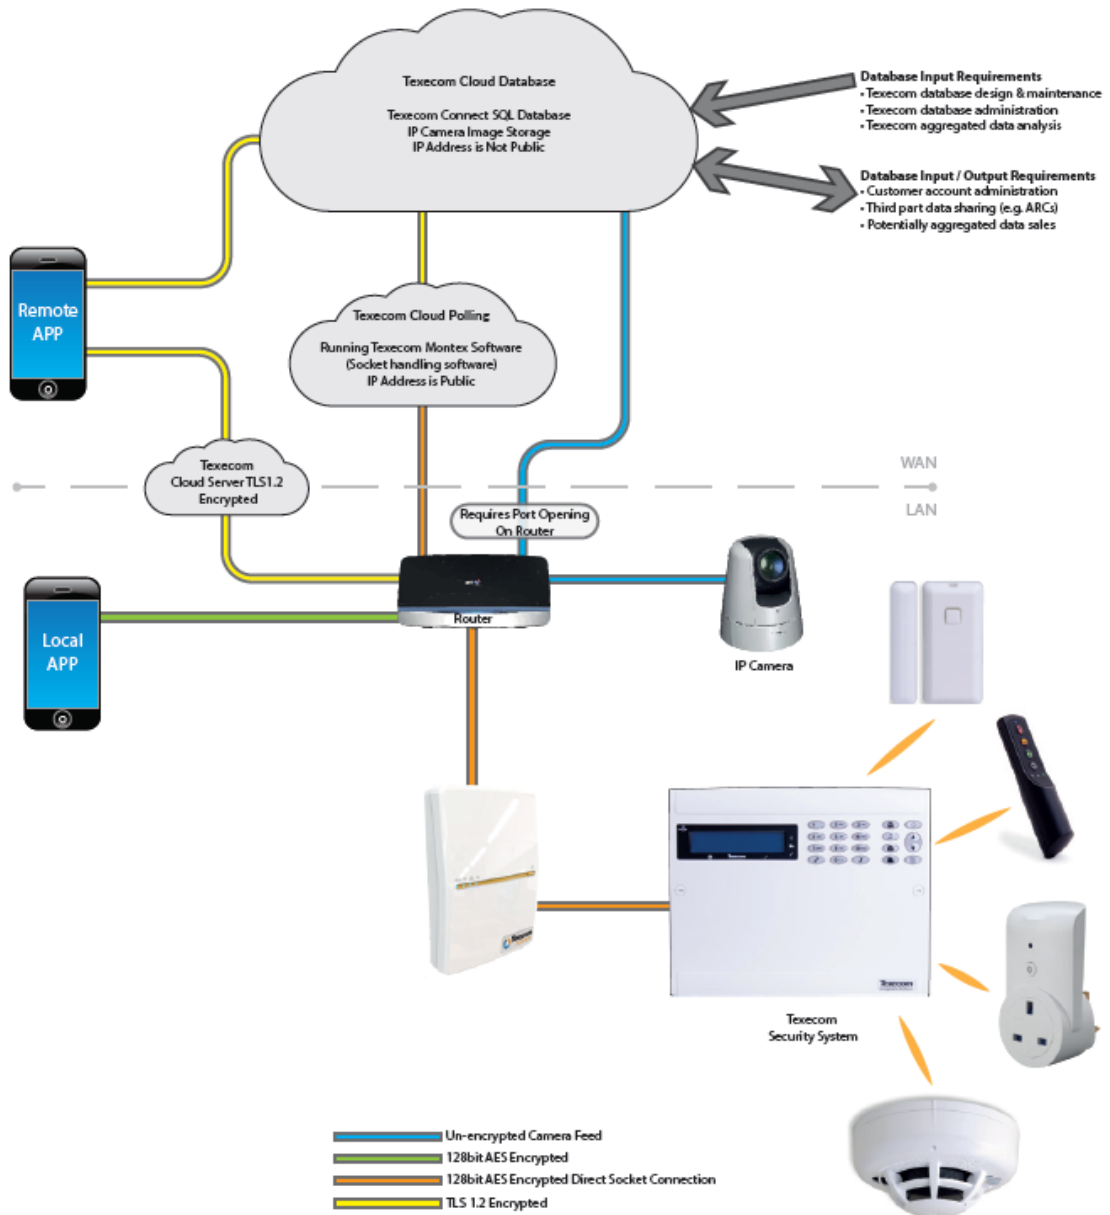 Texecom Cloud Database
Texecom Connect SQL Database
IP Camera Image Storage
IP Address is Not Public
Database Input Requirements
• Texecom database design & maintenance
• Texecom database administration
• Texecom aggregated data analysis
Database Input / Output Requirements
• Customer account administration
• Third part data sharing (e.g. ARCs)
• Potentially aggregated data sales
Remote
APP
Texecom Cloud Polling
Running Texecom Montex Software
(Socket handling software)
IP Address is Public
Texecom
Cloud Server TLS1.2
Encrypted
WAN
LAN
Requires Port Opening
On Router
Router
Local
APP
IP Camera
Texecom
Texecom
Texecom
Security System
Un-encrypted Camera Feed
128bit AES Encrypted
128bit AES Encrypted Direct Socket Connection
TLS 1.2 Encrypted